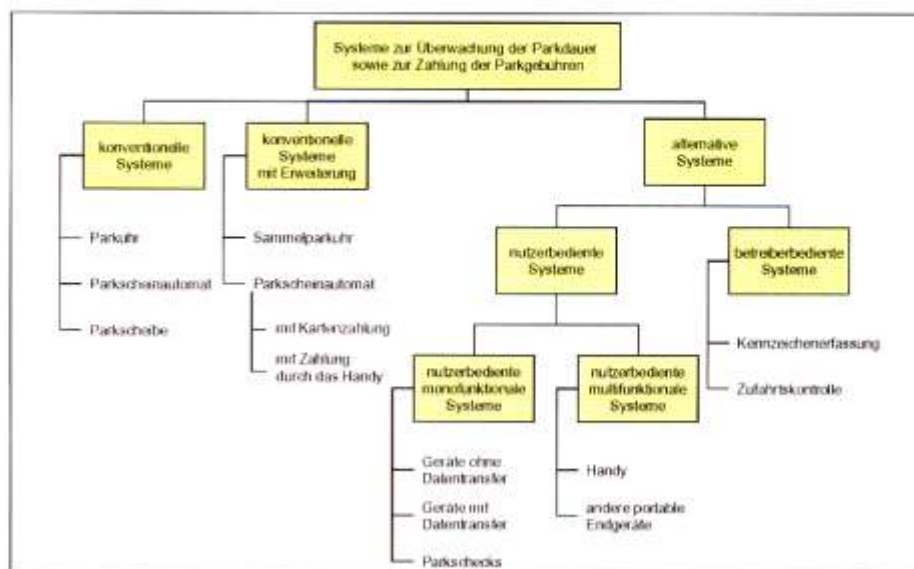 Systeme zur Überwachung der Parkdauer
sowie zur Zahlung der Parkgebühren
konventionelle
Systeme
Parkuhr
Parkscheinautomat
Parkscheibe
konventionelle
Systeme
mit Erweiterung
Sammelparkuhr
Parkscheinautomat
mit Kartenzahlung
mit Zahlung
durch das Handy
alternative
Systeme
nutzerbediente
Systeme
nutzerbediente
monofunktionale
Systeme
Geräte ohne
Datentransfer
Geräte mit
Datentransfer
Parkschecks
nutzerbediente
multifunktionale
Systeme
Handy
andere portable
Endgeräte
betreiberbediente
Systeme
Kennzeichenerfassung
Zufahrtskontrolle